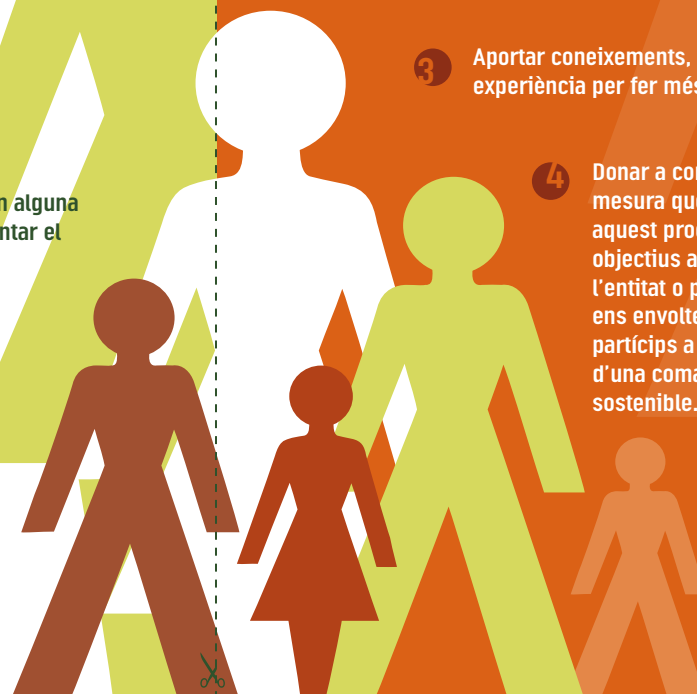 n alguna
ntar el
3
Aportar coneixements,
experiència per fer més
4
Donar a con
mesura que
aquest proc
objectius a
l'entitat o p
ens envolte
partícips a
d'una coma
sostenible.